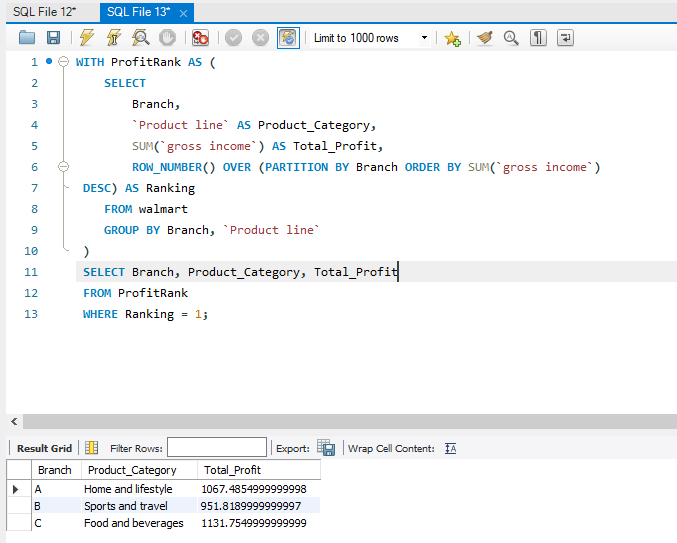 SQL File 12* SQL File 13*
Limit to 1000 rows
1 WITH ProfitRank AS (
2 SELECT
3 Branch,
4 `Product line` AS Product_Category,
5 SUM(`gross income`) AS Total_Profit,
6 ROW_NUMBER() OVER (PARTITION BY Branch ORDER BY SUM(`gross income`)
7 DESC) AS Ranking
8 FROM walmart
9 GROUP BY Branch, `Product line`
10 )
11 SELECT Branch, Product_Category, Total_Profit
12 FROM ProfitRank
13 WHERE Ranking = 1;
Result Grid Filter Rows: Export: Wrap Cell Content:
Branch Product_Category Total_Profit
A Home and lifestyle 1067.4854999999998
B Sports and travel 951.8189999999997
C Food and beverages 1131.7549999999999